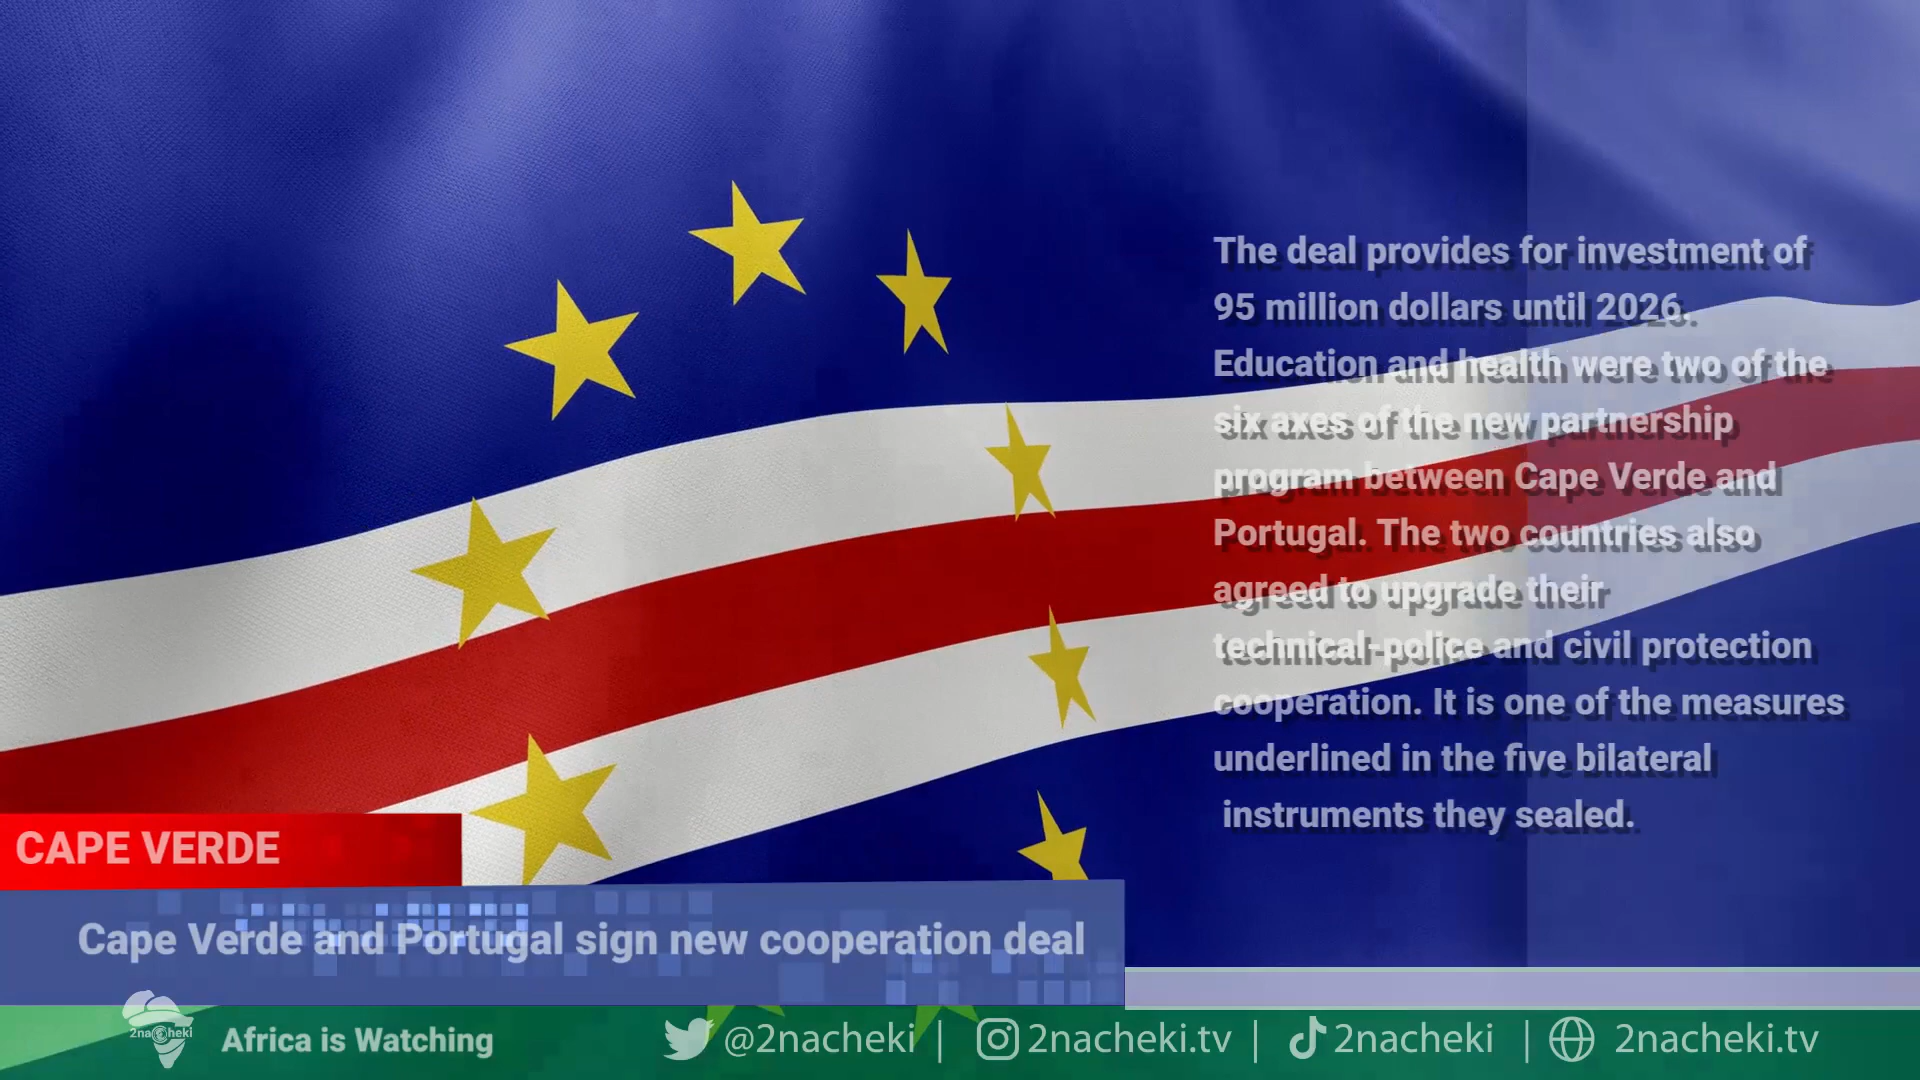 The deal provides for investment of
95 million dollars until 2026.
Education and health were two of the
six axes of the new partnership
program between Cape Verde and
Portugal. The two countries also
agreed to upgrade their
technical-police and civil protection
cooperation. It is one of the measures
underlined in the five bilateral
instruments they sealed.
CAPE VERDE
Cape Verde and Portugal sign new cooperation deal
2nacheki
Africa is Watching
@2nacheki | 2nacheki.tv | 2nacheki | 2nacheki.tv